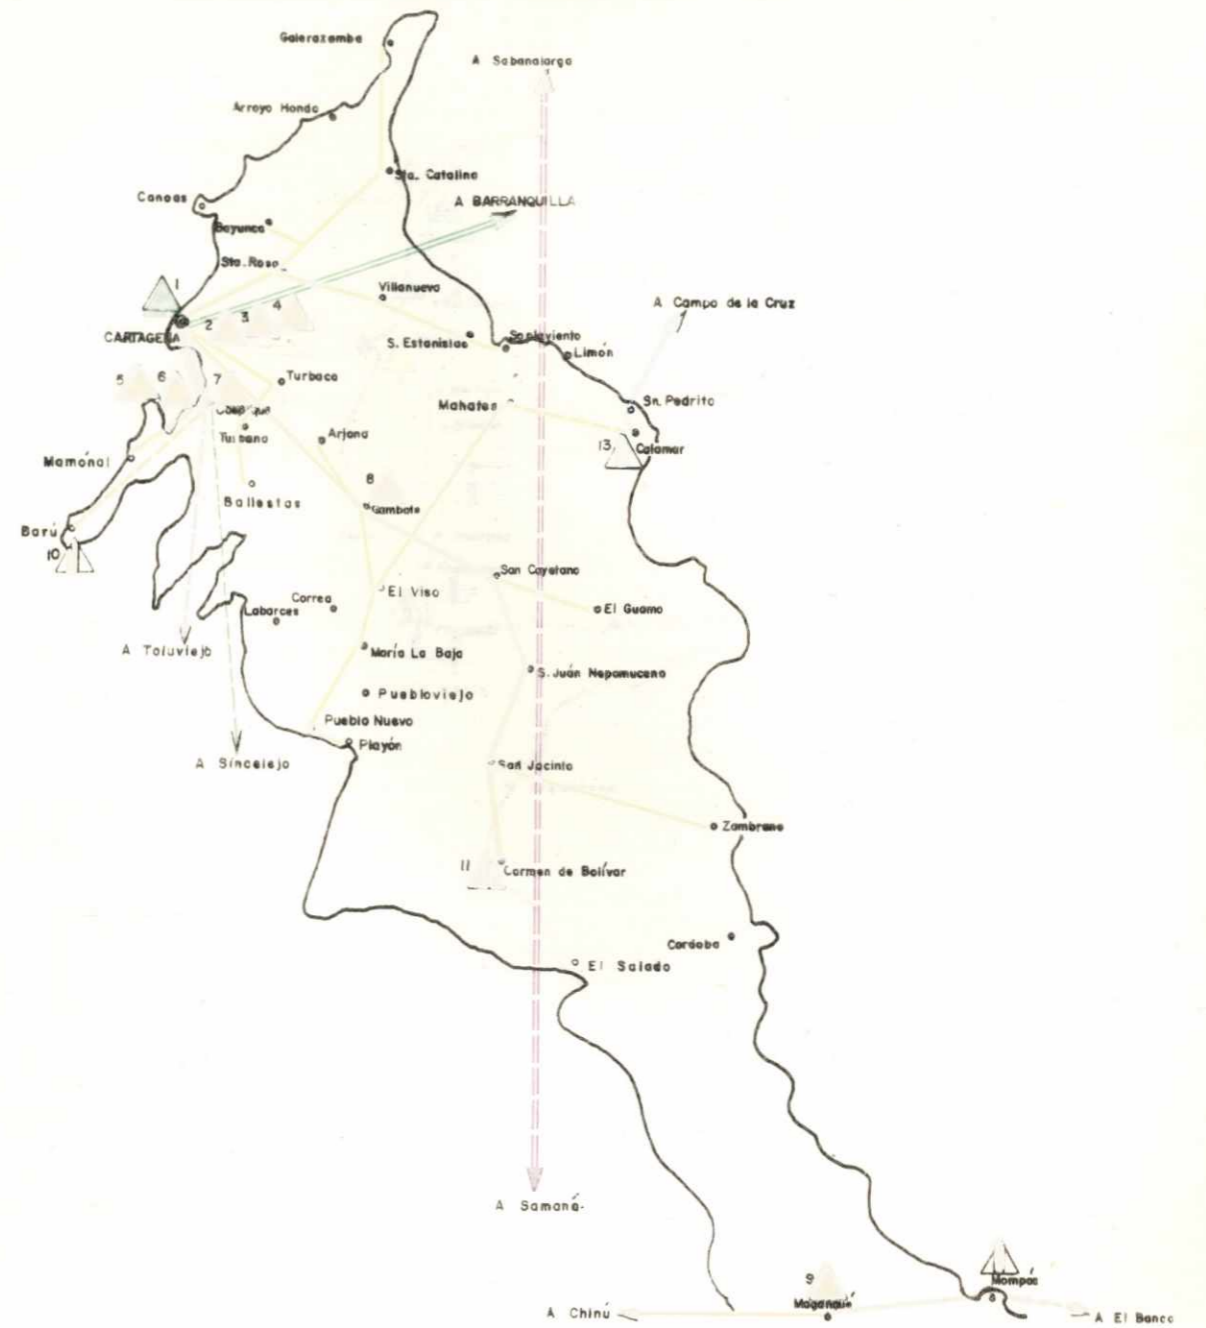 Galerazamba
A Sabanalarga
Arroyo Hondo
Sta. Catalina
Canoas
A BARRANQUILLA
Bayunca
Sta. Rosa
1
Villanueva
A Campo de la Cruz
2
3
4
CARTAGENA
S. Estanislao
Soplaviento
Limón
5
6
7
Turbaco
Mahates
Sn. Pedrito
Turbana
Arjona
13
Calamar
Mamónal
8
Ballestas
Gambote
Barú
10
San Cayetano
El Viso
Correa
Labarces
El Guamo
A Toluviejo
María La Baja
S. Juán Nepomuceno
Puebloviejo
Pueblo Nuevo
Playón
A Sincelejo
San Jacinto
Zambrano
11
Carmen de Bolívar
Cordoba
El Salado
A Samaná
9
Mompós
Magangué
A Chinú
A El Banco